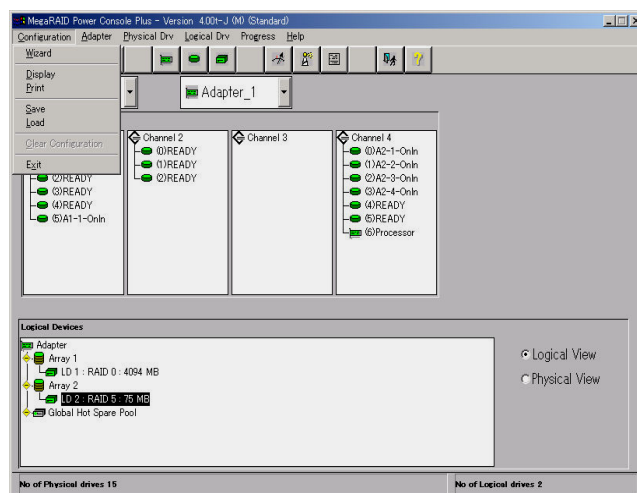 MegaRAID Power Console Plus - Version 4.00t-J (M) (Standard)
Configuration Adapter Physical Drv Logical Drv Progress Help
Wizard
Display
Print
Save
Load
Clear Configuration
Exit
Adapter_1
(2)READY
(3)READY
(4)READY
(5)A1-1-Onln
Channel 2
(0)READY
(1)READY
(2)READY
Channel 3
Channel 4
(0)A2-1-Onln
(1)A2-2-Onln
(2)A2-3-Onln
(3)A2-4-Onln
(4)READY
(5)READY
(6)Processor
Logical Devices
Adapter
Array 1
LD 1 : RAID 0 : 4094 MB
Array 2
LD 2 : RAID 5 : 75 MB
Global Hot Spare Pool
Logical View
Physical View
No of Physical drives 15
No of Logical drives 2